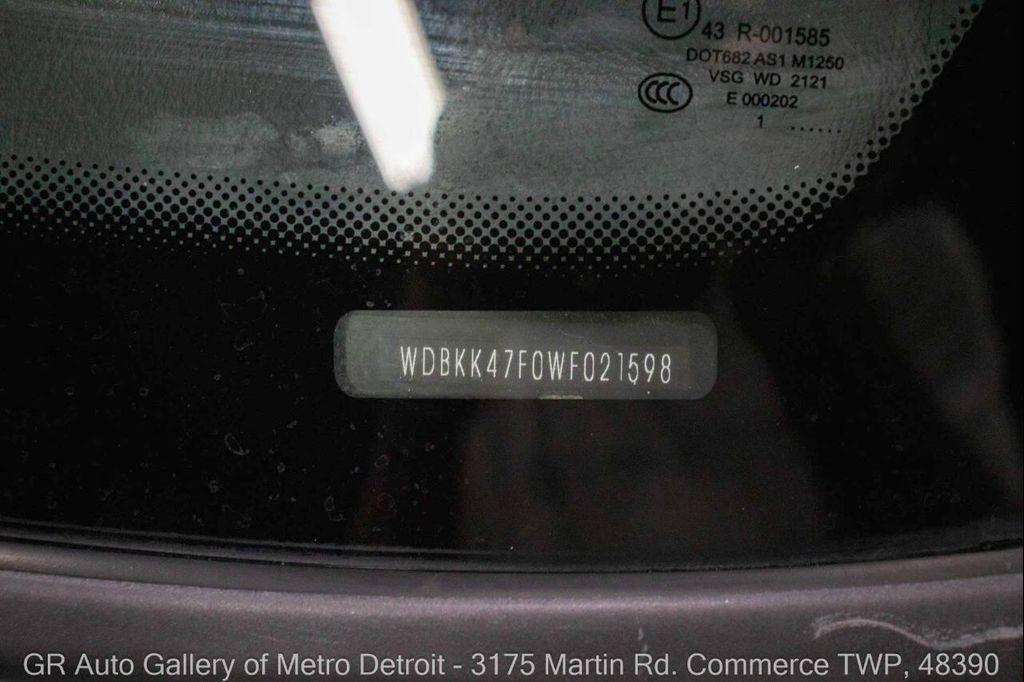 E1
43 R-001585
DOT682 AS1 M1250
VSG WD 2121
CCC
E 000202
1 ......
WDBKK47F0WF021598
GR Auto Gallery of Metro Detroit - 3175 Martin Rd. Commerce TWP, 48390